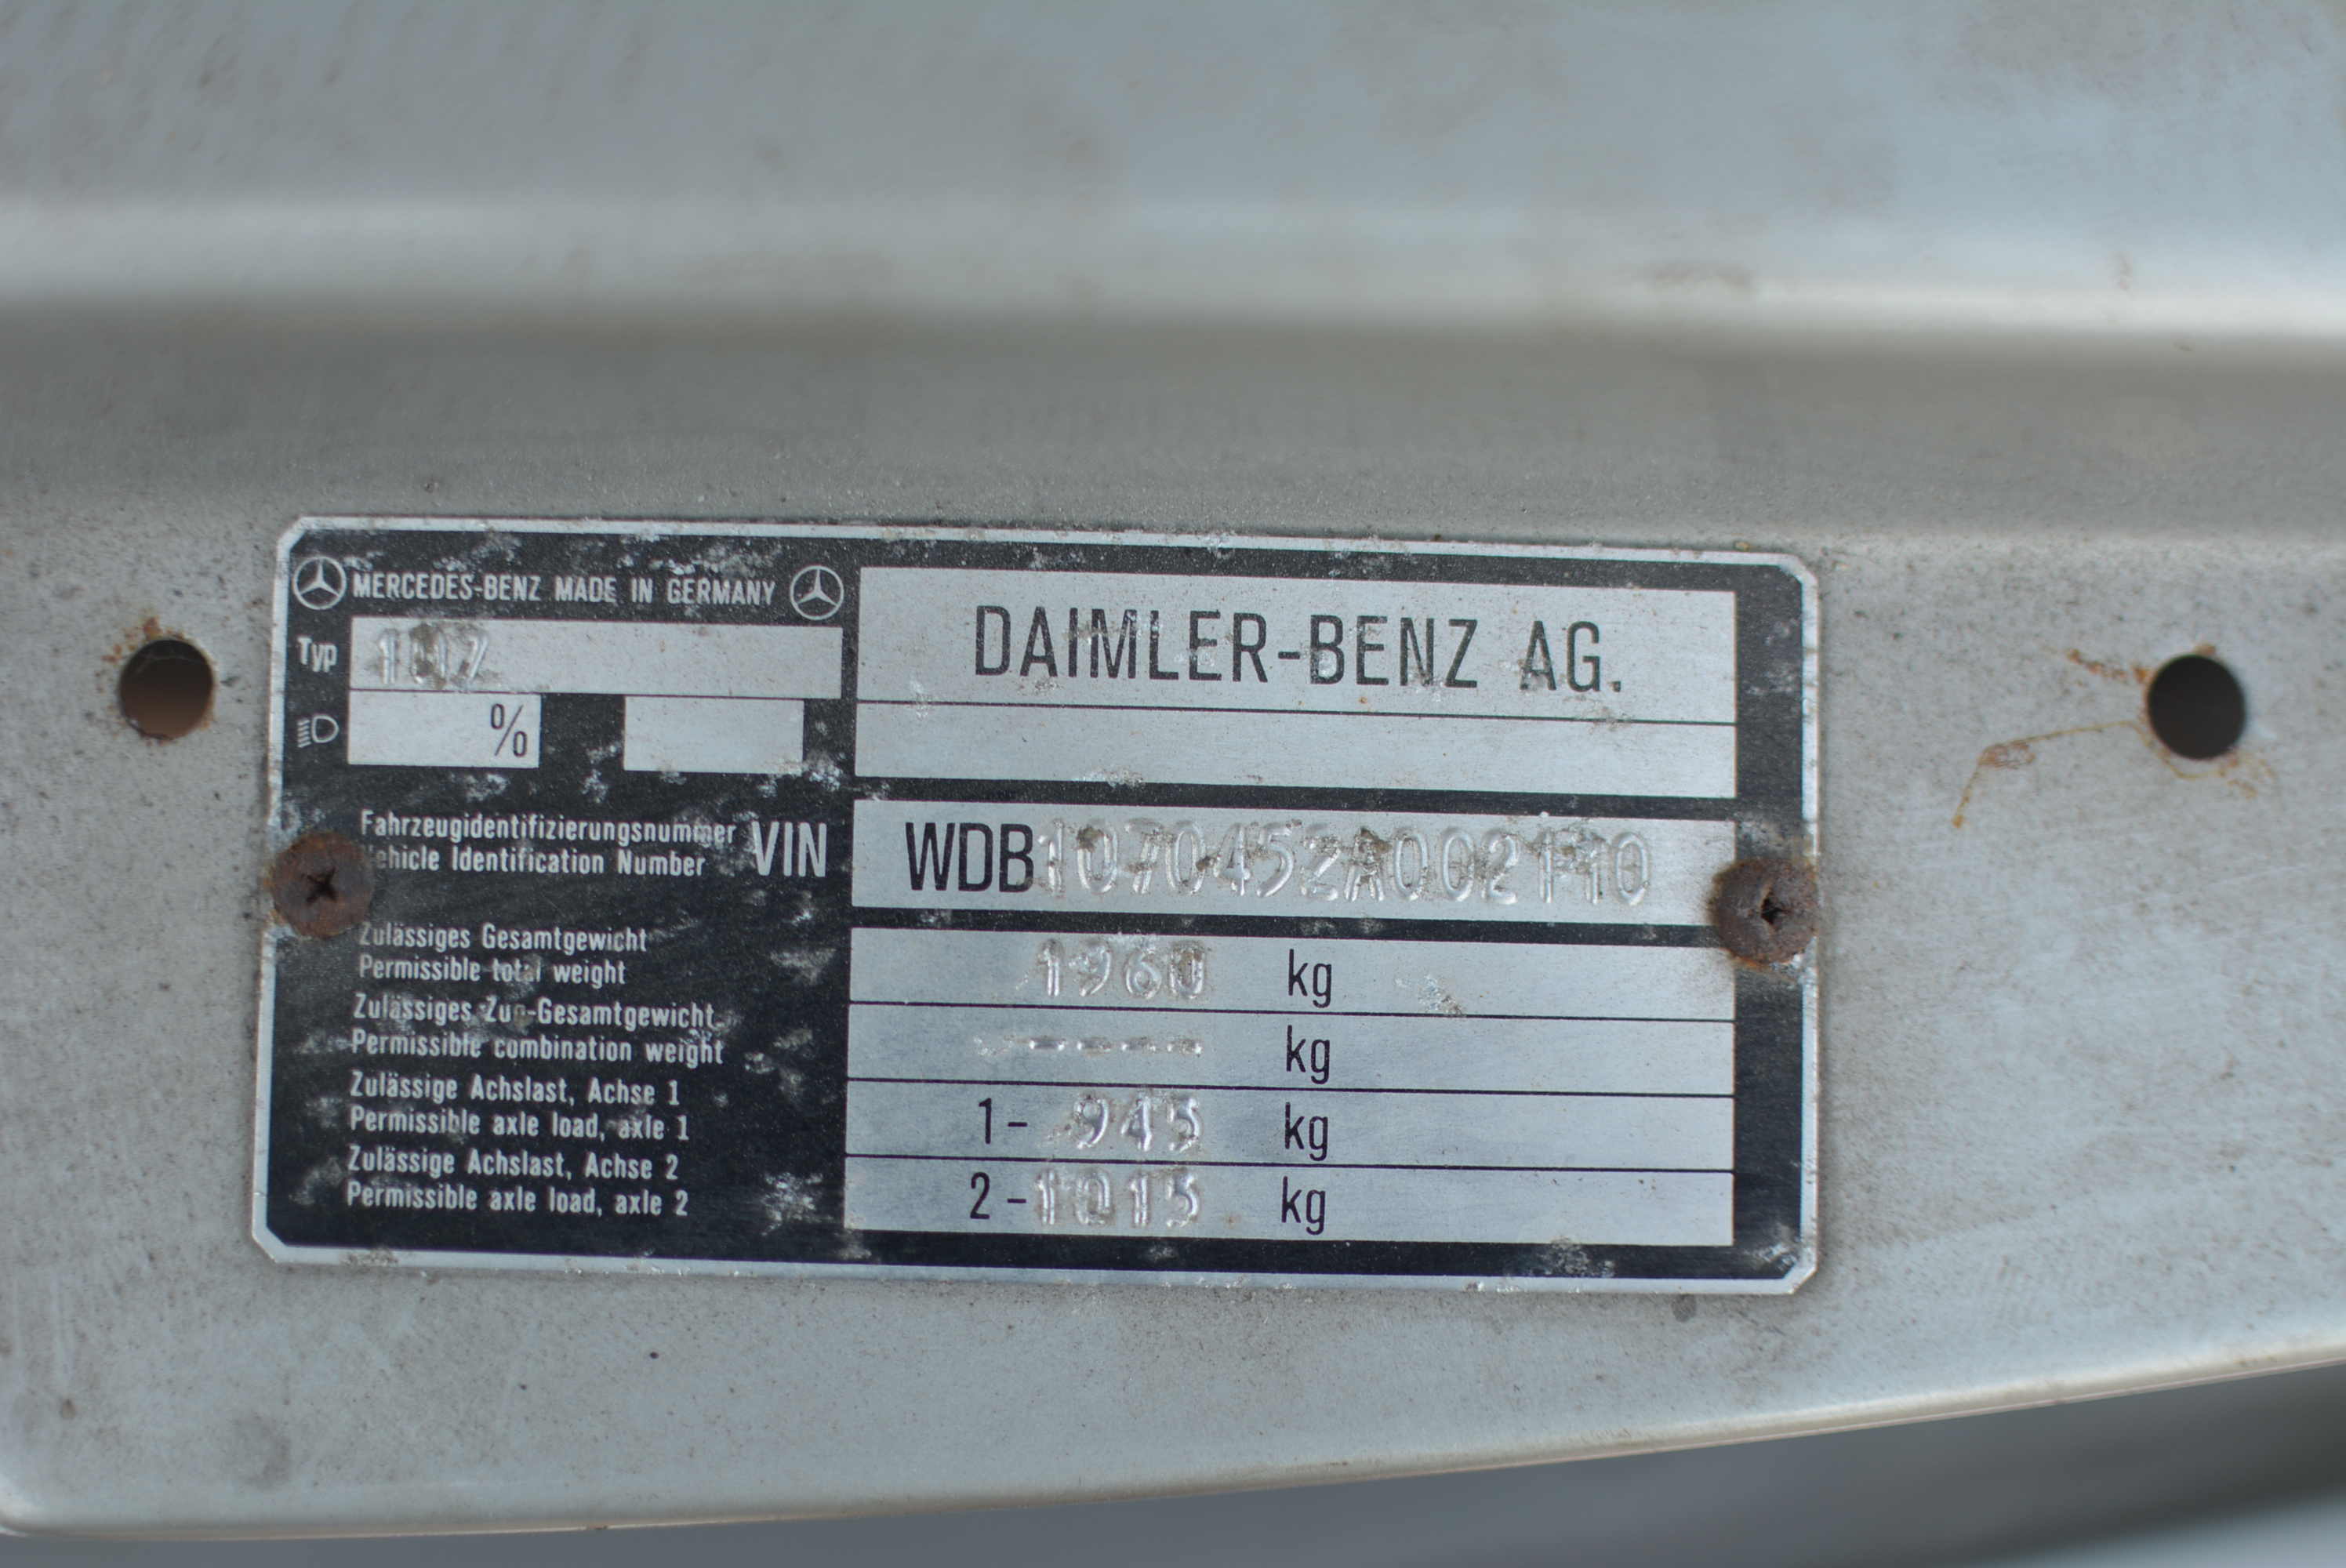 MERCEDES-BENZ MADE IN GERMANY
Typ 107
%
DAIMLER-BENZ AG.
Fahrzeugidentifizierungsnummer
Vehicle Identification Number
VIN WDB1070452A002110
Zulässiges Gesamtgewicht
Permissible total weight
1960 kg
Zulässiges Zug-Gesamtgewicht
Permissible combination weight
----- kg
Zulässige Achslast, Achse 1
Permissible axle load, axle 1
1- 945 kg
Zulässige Achslast, Achse 2
Permissible axle load, axle 2
2-1015 kg